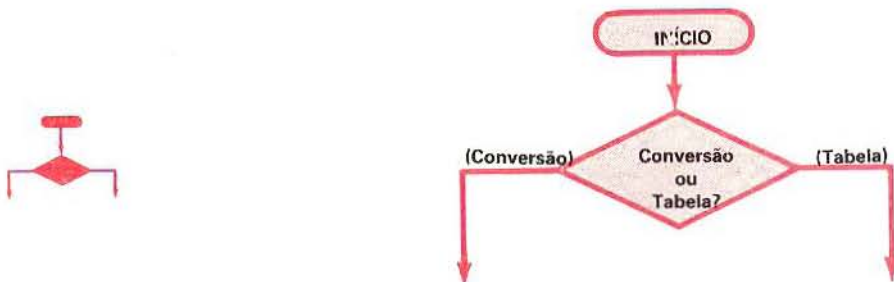 INÍCIO
(Conversão)
Conversão
ou
Tabela?
(Tabela)